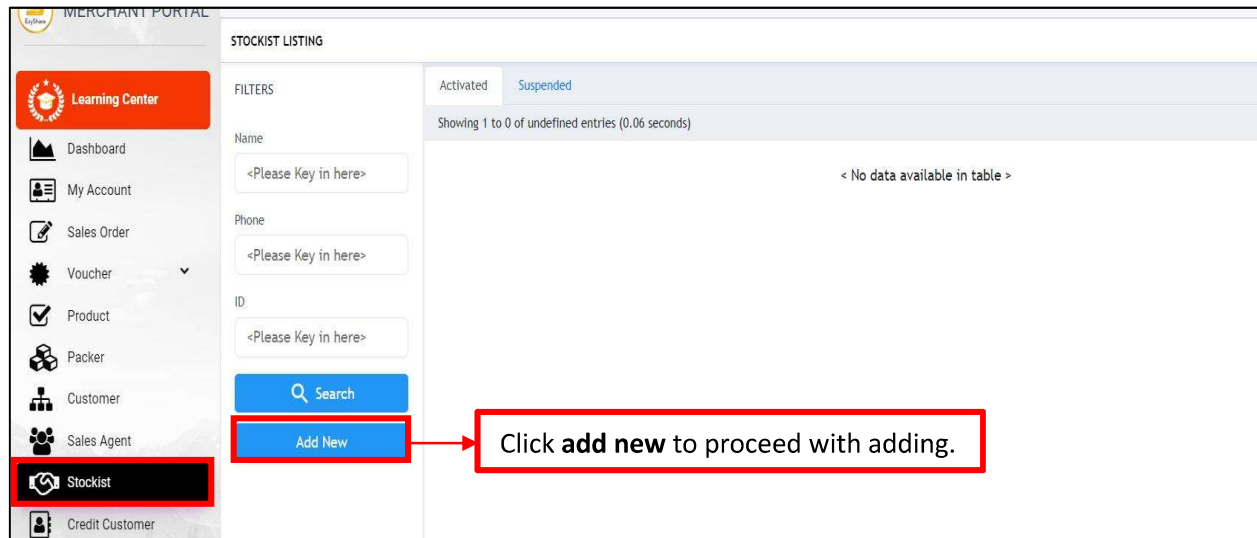 EsyShare
MERCHANT PORTAL
Learning Center
Dashboard
My Account
Sales Order
Voucher
Product
Packer
Customer
Sales Agent
Stockist
Credit Customer
STOCKIST LISTING
FILTERS
Name
<Please Key in here>
Phone
<Please Key in here>
ID
<Please Key in here>
Search
Add New
Activated Suspended
Showing 1 to 0 of undefined entries (0.06 seconds)
< No data available in table >
Click add new to proceed with adding.